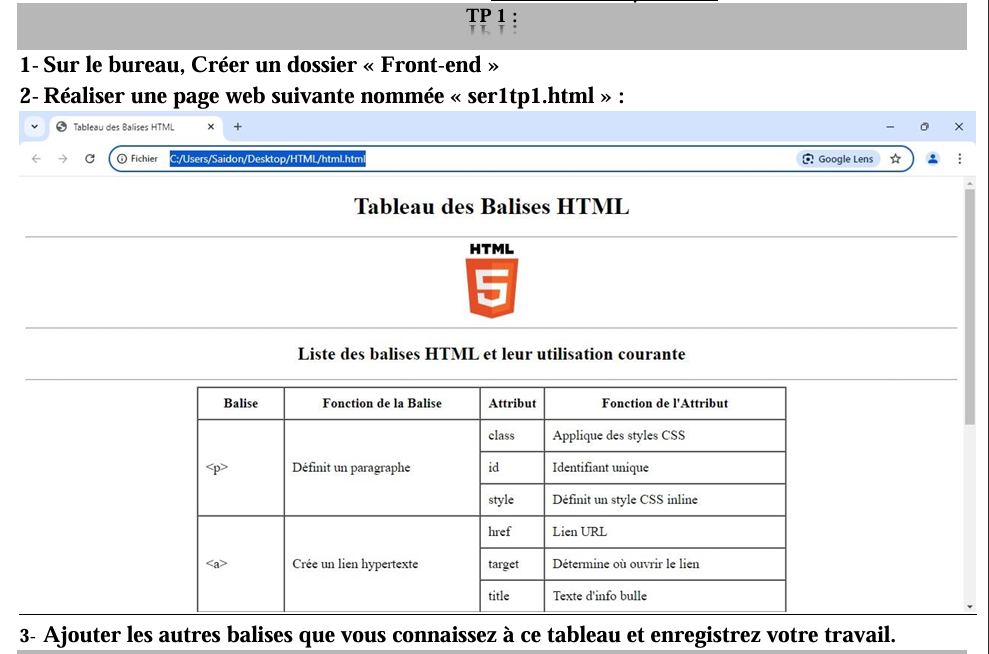 TP 1 :
1- Sur le bureau, Créer un dossier « Front-end »
2- Réaliser une page web suivante nommée « ser1tp1.html » :
Tableau des Balises HTML
Fichier C:/Users/Saidon/Desktop/HTML/html.html Google Lens
Tableau des Balises HTML
HTML
5
Liste des balises HTML et leur utilisation courante
Balise Fonction de la Balise Attribut Fonction de l'Attribut
<p> Définit un paragraphe class Applique des styles CSS
id Identifiant unique
style Définit un style CSS inline
<a> Crée un lien hypertexte href Lien URL
target Détermine où ouvrir le lien
title Texte d'info bulle
3- Ajouter les autres balises que vous connaissez à ce tableau et enregistrez votre travail.